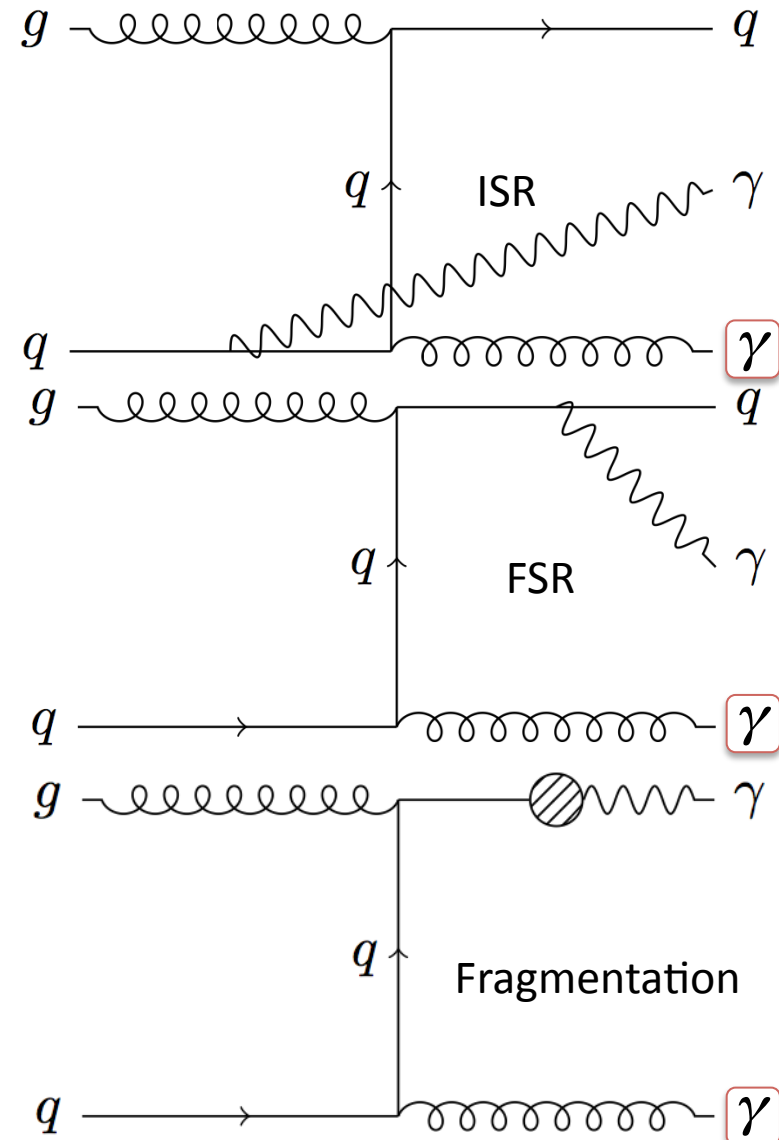 g q
q ISR γ
q γ
g q
q FSR γ
q γ
g γ
q Fragmentation
q γ